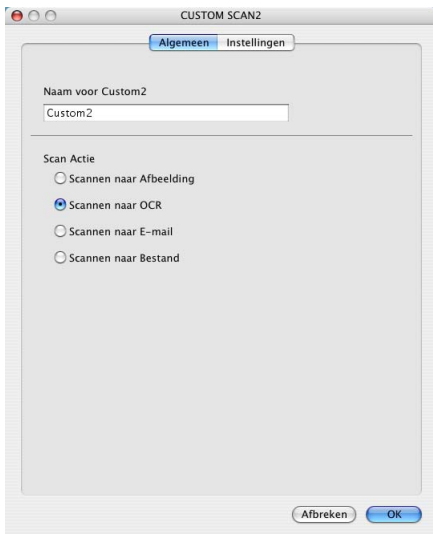 CUSTOM SCAN2
Algemeen Instellingen
Naam voor Custom2
Custom2
Scan Actie
Scannen naar Afbeelding
Scannen naar OCR
Scannen naar E-mail
Scannen naar Bestand
Afbreken OK